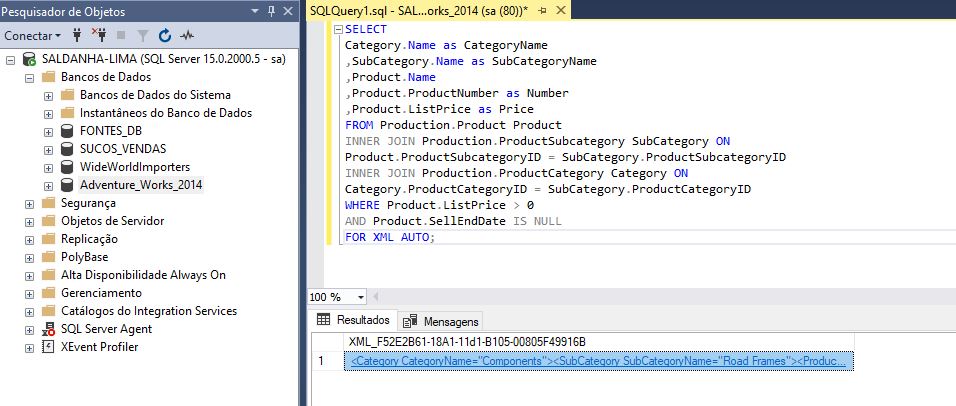 Pesquisador de Objetos
Conectar
SALDANHA-LIMA (SQL Server 15.0.2000.5 - sa)
Bancos de Dados
Bancos de Dados do Sistema
Instantâneos do Banco de Dados
FONTES_DB
SUCOS_VENDAS
WideWorldImporters
Adventure_Works_2014
Segurança
Objetos de Servidor
Replicação
PolyBase
Alta Disponibilidade Always On
Gerenciamento
Catálogos do Integration Services
SQL Server Agent
XEvent Profiler
SQLQuery1.sql - SAL...orks_2014 (sa (80))*
SELECT
Category.Name as CategoryName
,SubCategory.Name as SubCategoryName
,Product.Name
,Product.ProductNumber as Number
,Product.ListPrice as Price
FROM Production.Product Product
INNER JOIN Production.ProductSubcategory SubCategory ON
Product.ProductSubcategoryID = SubCategory.ProductSubcategoryID
INNER JOIN Production.ProductCategory Category ON
Category.ProductCategoryID = SubCategory.ProductCategoryID
WHERE Product.ListPrice > 0
AND Product.SellEndDate IS NULL
FOR XML AUTO;
100 %
Resultados Mensagens
XML_F52E2B61-18A1-11d1-B105-00805F49916B
1 <Category CategoryName="Components"><SubCategory SubCategoryName="Road Frames"><Produc...